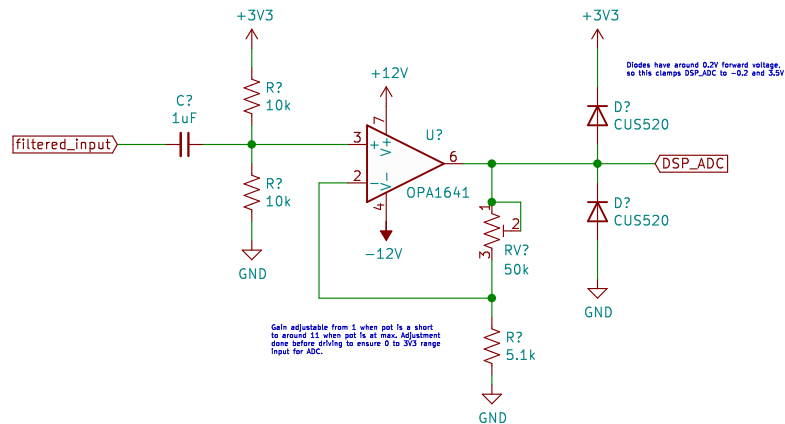 +3V3
+3V3
Diodes have around 0.2V forward voltage,
so this clamps DSP_ADC to -0.2 and 3.5V
R?
10k
+12V
C?
1uF
D?
CUS520
7
U?
filtered_input
3
+
V+
6
DSP_ADC
2
-
V-
OPA1641
R?
10k
4
1
2
D?
CUS520
GND
-12V
3
RV?
50k
GND
Gain adjustable from 1 when pot is a short
to around 11 when pot is at max. Adjustment
done before driving to ensure 0 to 3V3 range
input for ADC.
R?
5.1k
GND